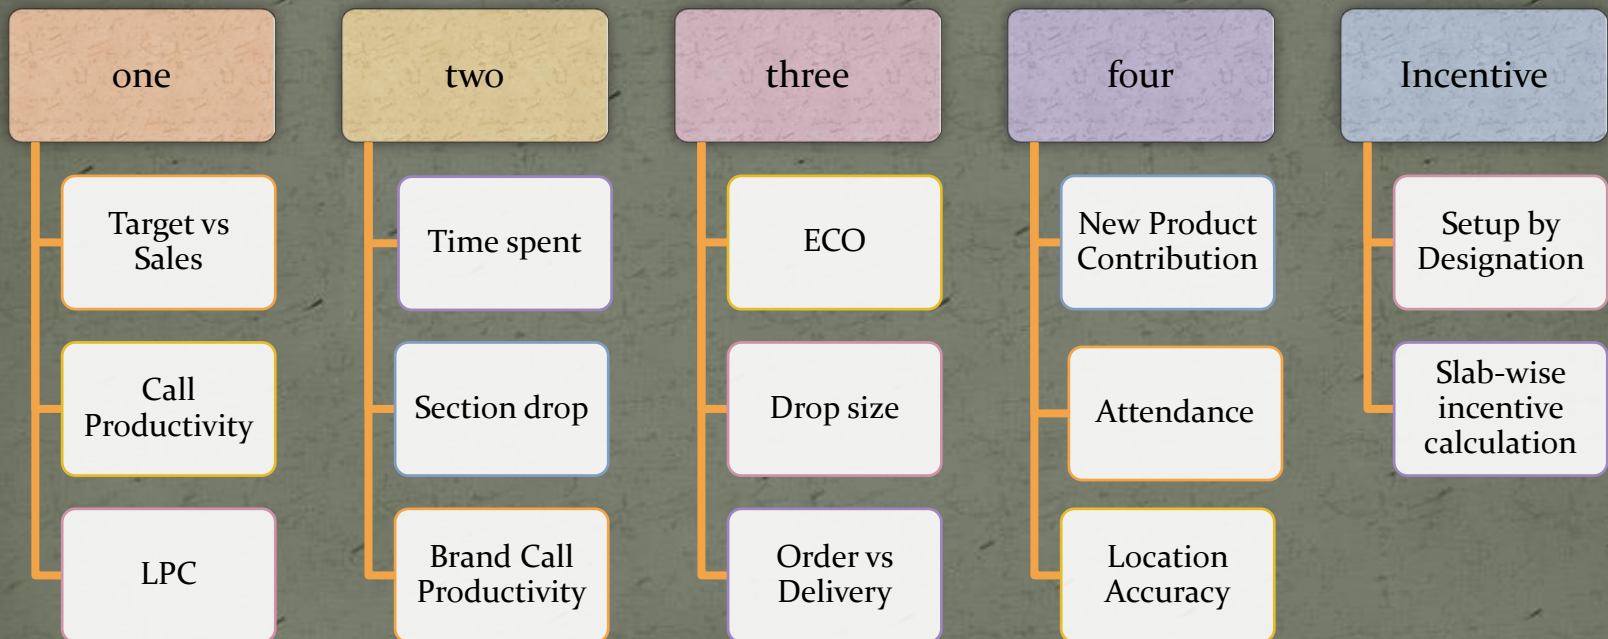 one
Target vs
Sales
Call
Productivity
LPC
two
Time spent
Section drop
Brand Call
Productivity
three
ECO
Drop size
Order vs
Delivery
four
New Product
Contribution
Attendance
Location
Accuracy
Incentive
Setup by
Designation
Slab-wise
incentive
calculation